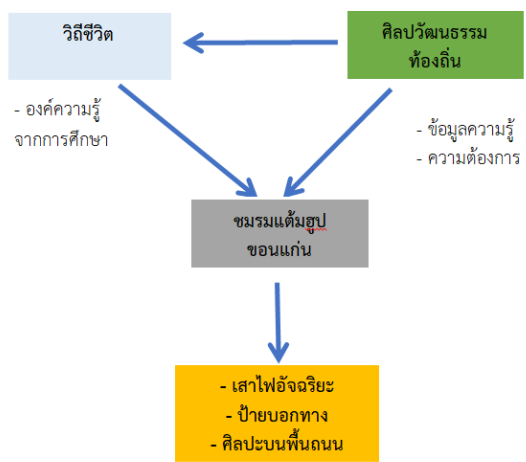 วิถีชีวิต
ศิลปวัฒนธรรม
ท้องถิ่น
- องค์ความรู้
จากการศึกษา
- ข้อมูลความรู้
- ความต้องการ
ชมรมแต้มฮูป
ขอนแก่น
- เสาไฟอัจฉริยะ
- ป้ายบอกทาง
- ศิลปะบนพื้นถนน